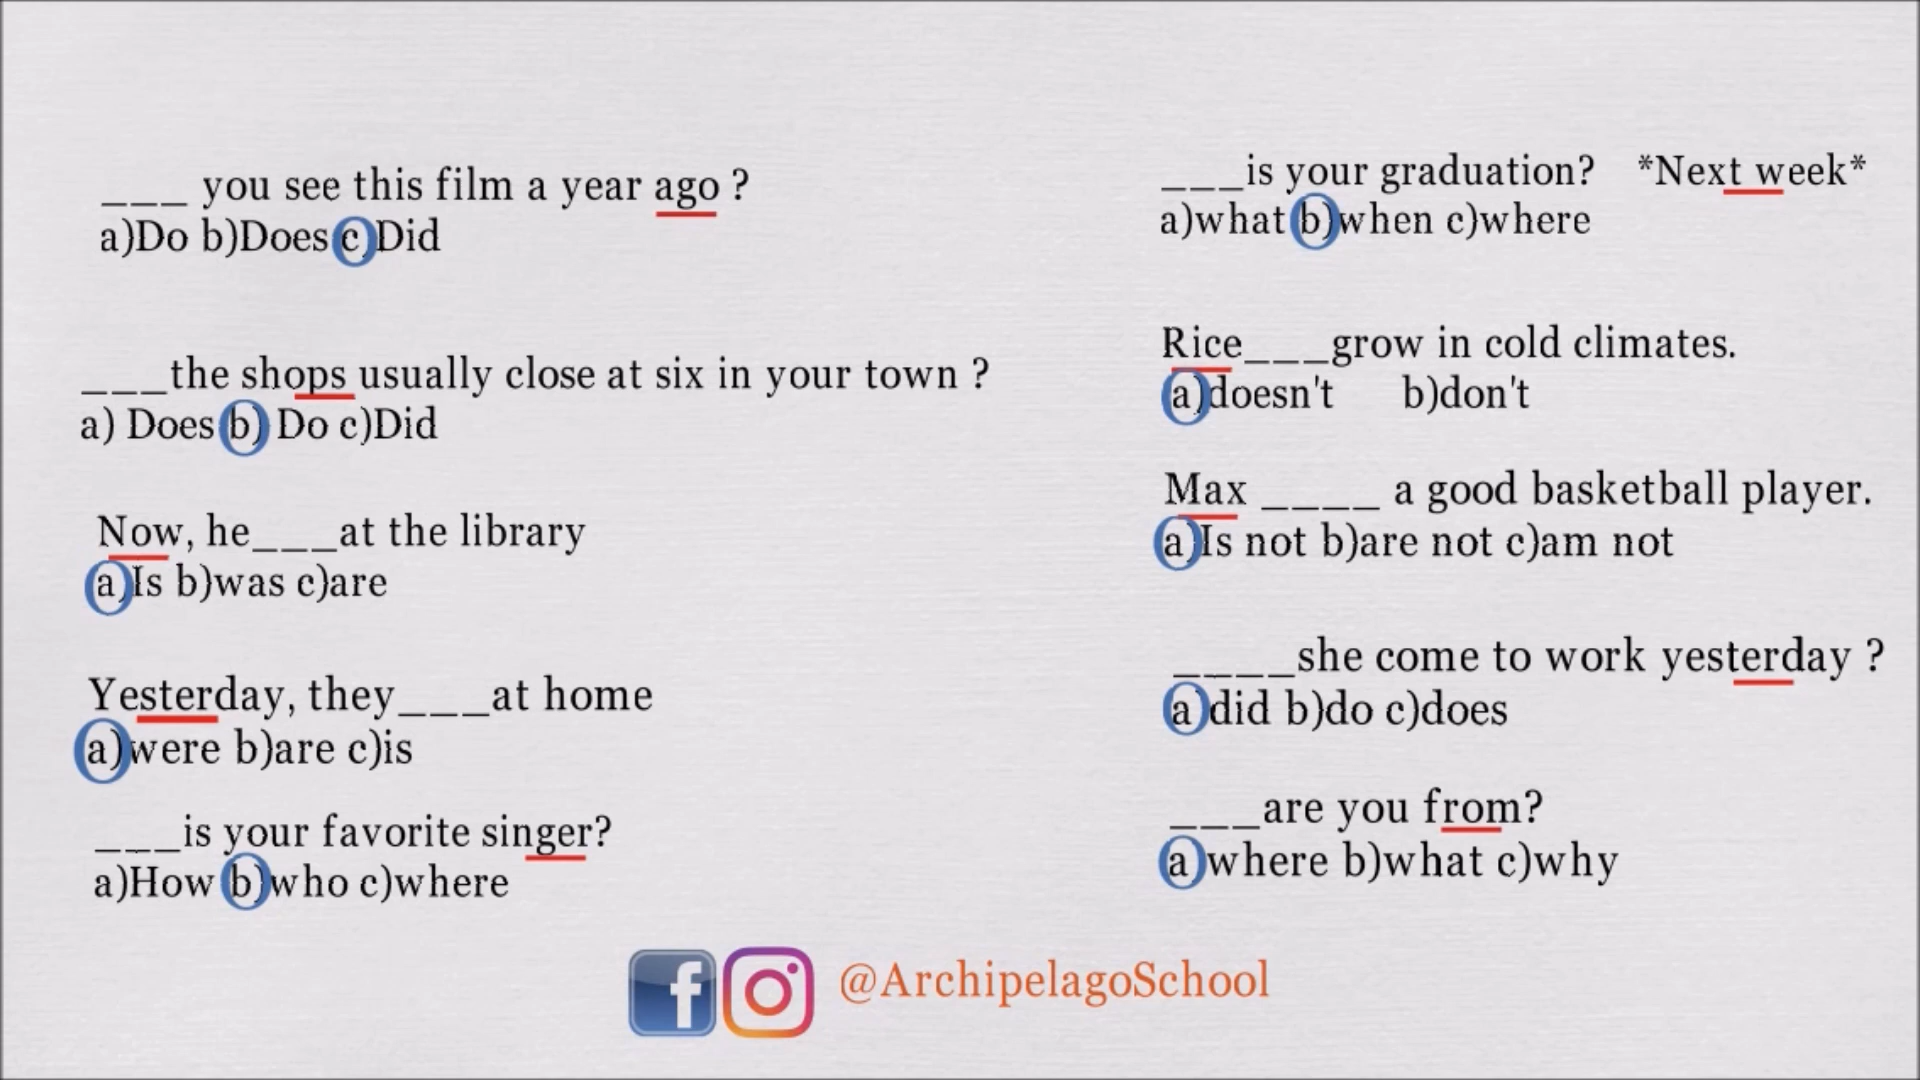 ___ you see this film a year ago ?
a)Do b)Does c)Did
___the shops usually close at six in your town ?
a) Does b) Do c)Did
Now, he___at the library
a)Is b)was c)are
Yesterday, they___at home
a)were b)are c)is
___is your favorite singer?
a)How b)who c)where
___is your graduation? *Next week*
a)what b)when c)where
Rice___grow in cold climates.
a)doesn't b)don't
Max ____ a good basketball player.
a)Is not b)are not c)am not
____she come to work yesterday ?
a)did b)do c)does
___are you from?
a)where b)what c)why
@ArchipelagoSchool